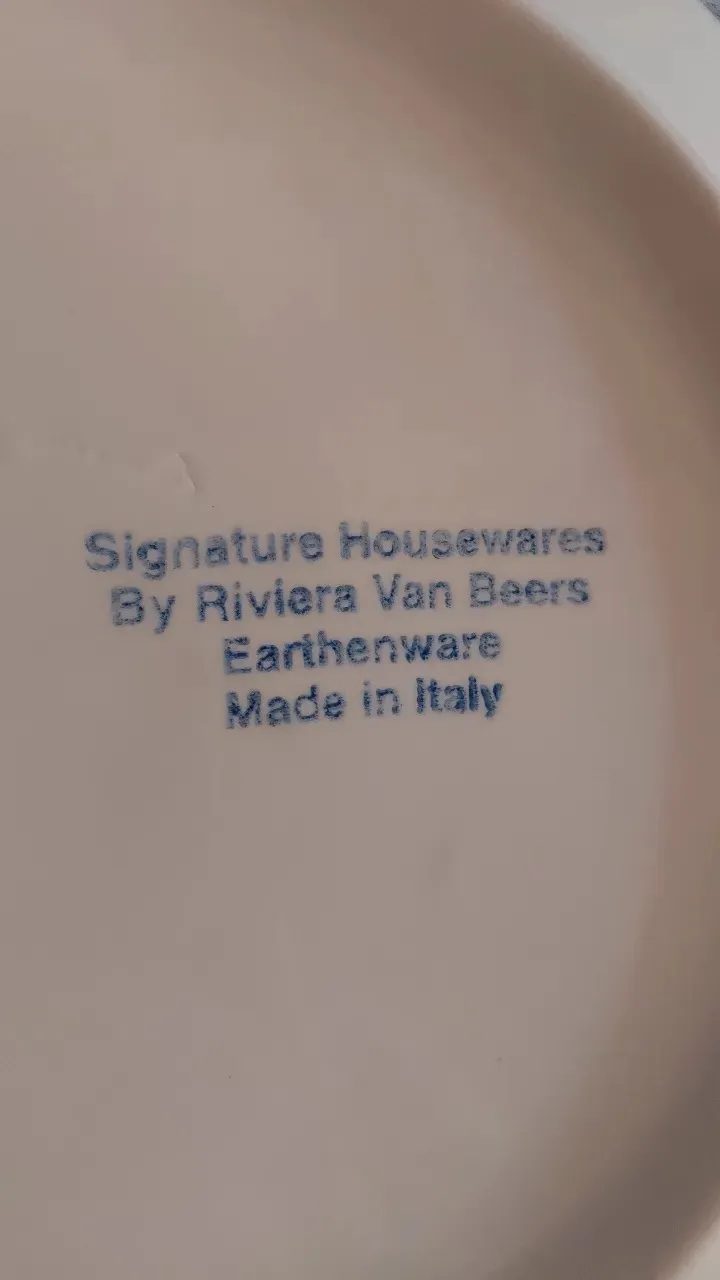 Signature Housewares
By Riviera Van Beers
Earthenware
Made in Italy